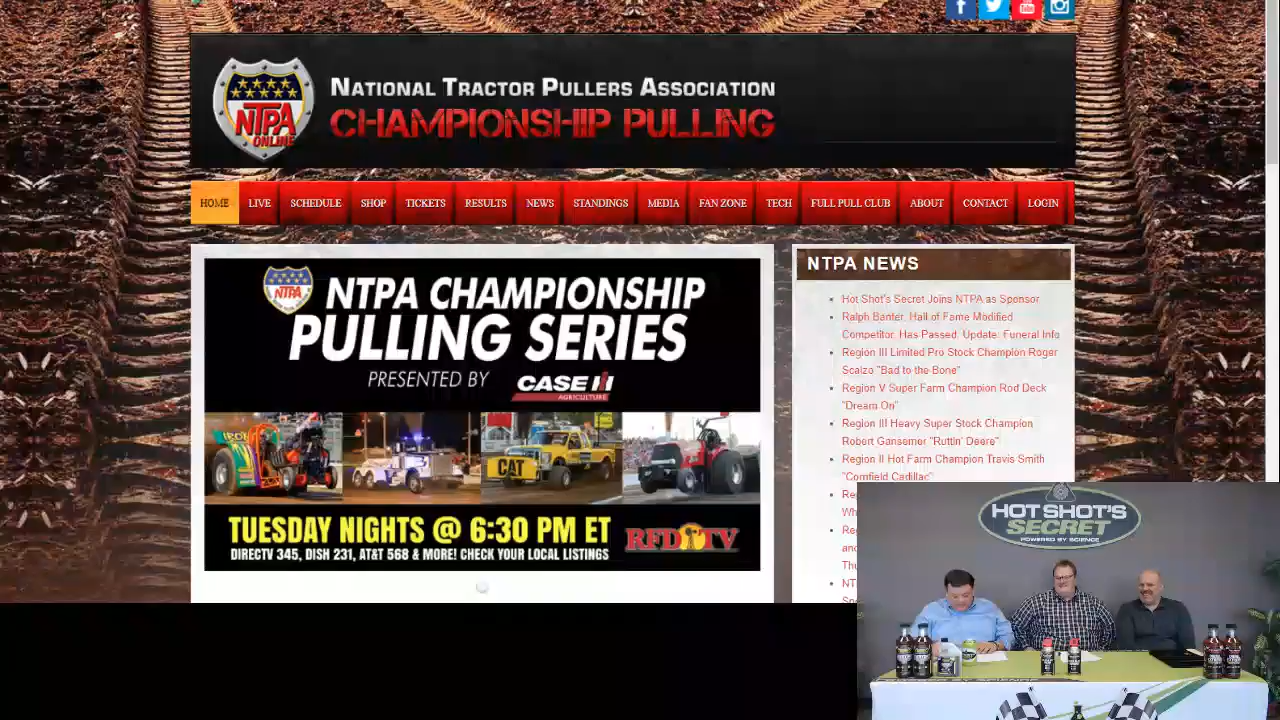 NTPA
ONLINE
NATIONAL TRACTOR PULLERS ASSOCIATION
CHAMPIONSHIP PULLING
HOME LIVE SCHEDULE SHOP TICKETS RESULTS NEWS STANDINGS MEDIA FAN ZONE TECH FULL PULL CLUB ABOUT CONTACT LOGIN
NTPA
NTPA CHAMPIONSHIP
PULLING SERIES
PRESENTED BY CASE IH
AGRICULTURE
CAT
TUESDAY NIGHTS @ 6:30 PM ET
DIRECTV 345, DISH 231, AT&T 568 & MORE! CHECK YOUR LOCAL LISTINGS
RFD TV
NTPA NEWS
Hot Shot's Secret Joins NTPA as Sponsor
Ralph Banter, Hall of Fame Modified
Competitor, Has Passed, Update: Funeral Info
Region III Limited Pro Stock Champion Roger
Scalzo "Bad to the Bone"
Region V Super Farm Champion Rod Deck
"Dream On"
Region III Heavy Super Stock Champion
Robert Gansemer "Ruttin' Deere"
Region II Hot Farm Champion Travis Smith
"Cornfield Cadillac"
HOT SHOT'S
SECRET
POWERED BY SCIENCE